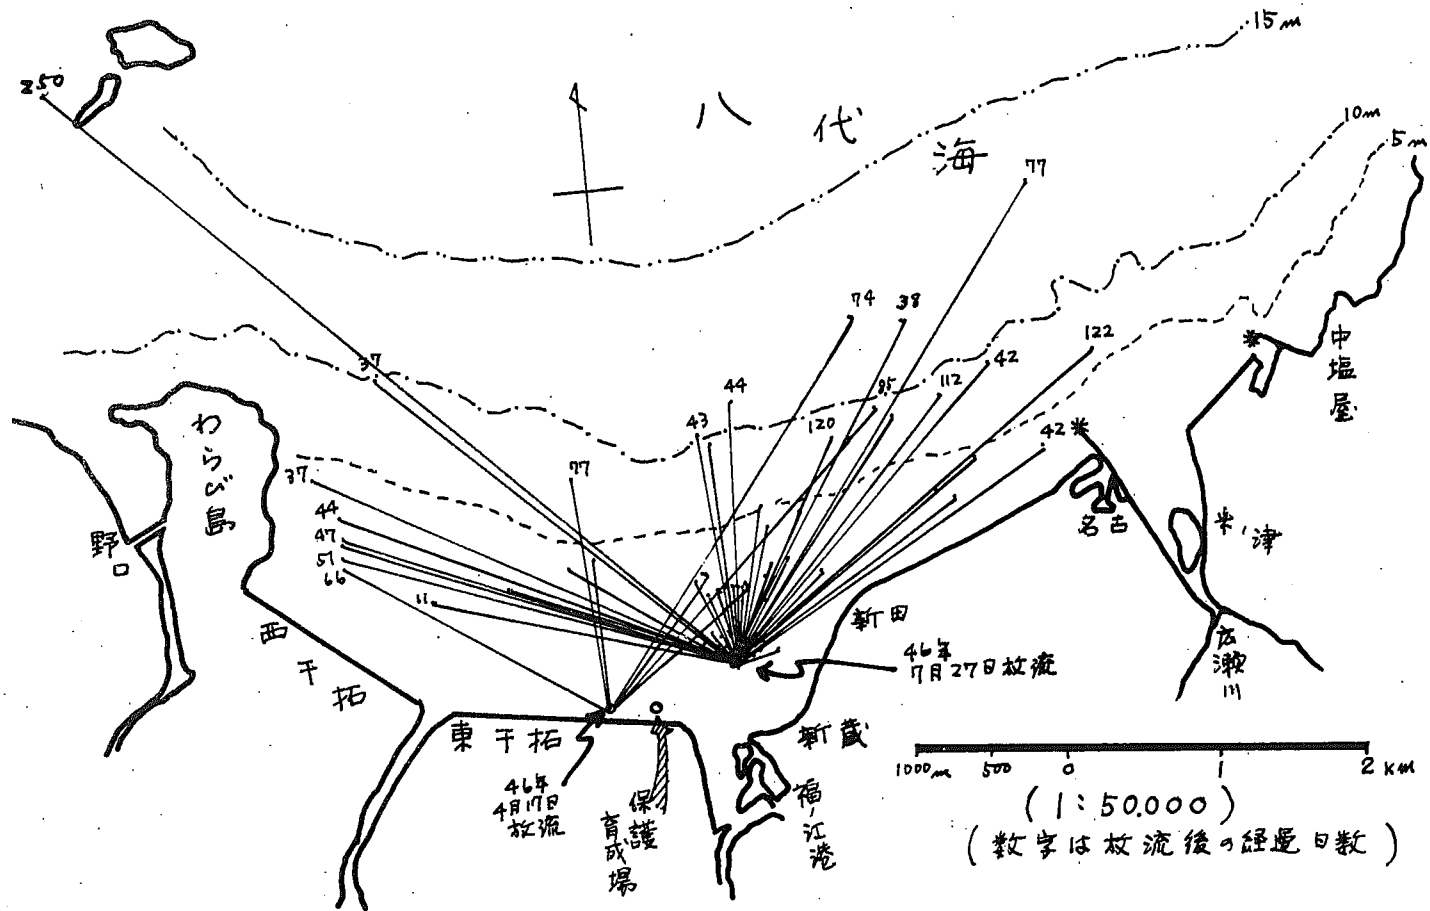 15m
10m
5m
250
八代海
77
74
38
122
37
42
44
85
112
43
120
42
わらび島
77
37
44
47
51
66
11
野口
西干拓
東干拓
新田
新蔵
名古
米ノ津
中塩屋
広瀬川
46年
7月27日放流
46年
4月17日
放流
保護
育成場
福ノ江港
1000m 500 0 1 2 Km
(1:50.000)
(数字は放流後の経過日数)